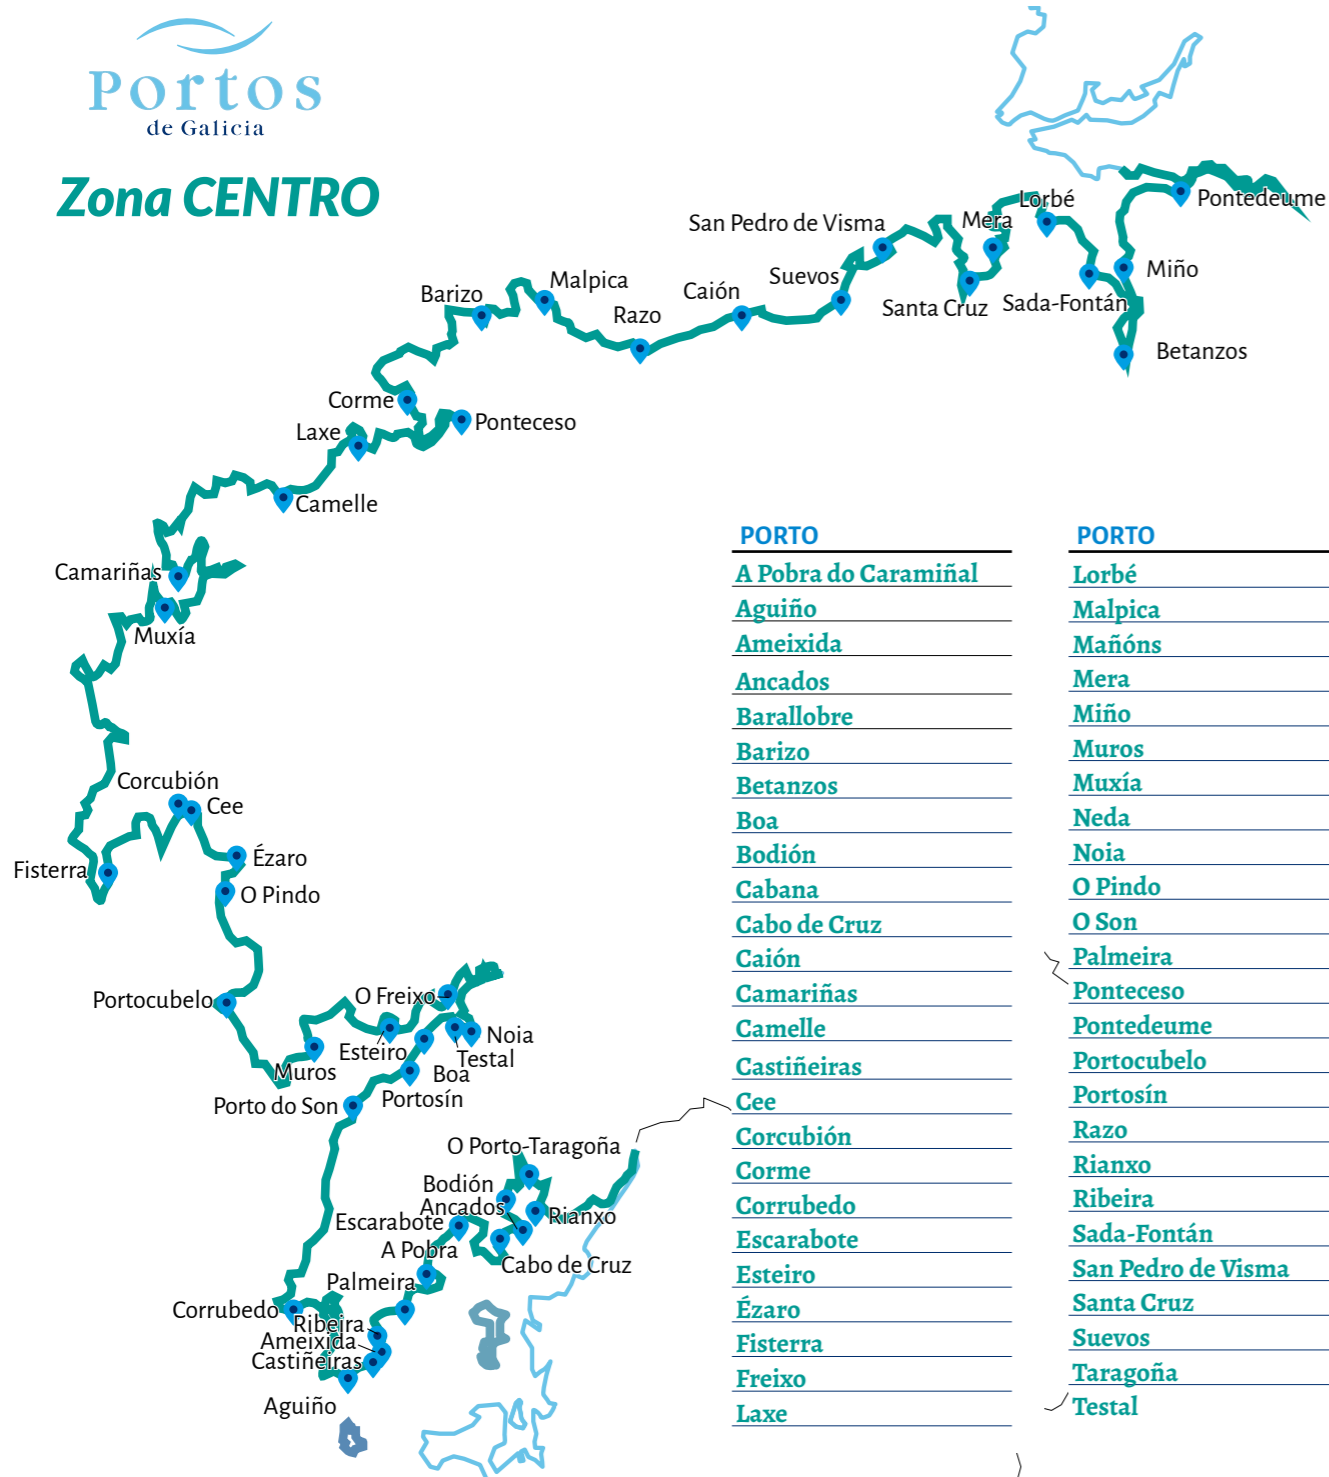 Portos
de Galicia
Zona CENTRO
Lorbé
Pontedeume
San Pedro de Visma
Mera
Miño
Malpica
Suevos
Barizo
Caión
Santa Cruz
Sada-Fontán
Razo
Betanzos
Corme
Ponteceso
Laxe
Camelle
Camariñas
Muxía
Corcubión
Cee
Ézaro
Fisterra
O Pindo
Portocubelo
O Freixo
Noia
Esteiro
Testal
Muros
Boa
Portosín
Porto do Son
O Porto-Taragoña
Bodión
Ancados
Rianxo
Escarabote
A Pobra
Cabo de Cruz
Palmeira
Corrubedo
Ribeira
Ameixida
Castiñeiras
Aguiño
PORTO
A Pobra do Caramiñal
Aguiño
Ameixida
Ancados
Barallobre
Barizo
Betanzos
Boa
Bodión
Cabana
Cabo de Cruz
Caión
Camariñas
Camelle
Castiñeiras
Cee
Corcubión
Corme
Corrubedo
Escarabote
Esteiro
Ézaro
Fisterra
Freixo
Laxe
PORTO
Lorbé
Malpica
Mañóns
Mera
Miño
Muros
Muxía
Neda
Noia
O Pindo
O Son
Palmeira
Ponteceso
Pontedeume
Portocubelo
Portosín
Razo
Rianxo
Ribeira
Sada-Fontán
San Pedro de Visma
Santa Cruz
Suevos
Taragoña
Testal